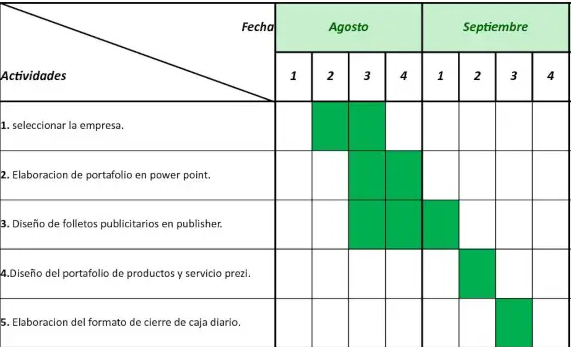 Fecha Agosto Septiembre
Actividades 1 2 3 4 1 2 3 4
1. seleccionar la empresa.
2. Elaboracion de portafolio en power point.
3. Diseño de folletos publicitarios en publisher.
4.Diseño del portafolio de productos y servicio prezi.
5. Elaboracion del formato de cierre de caja diario.